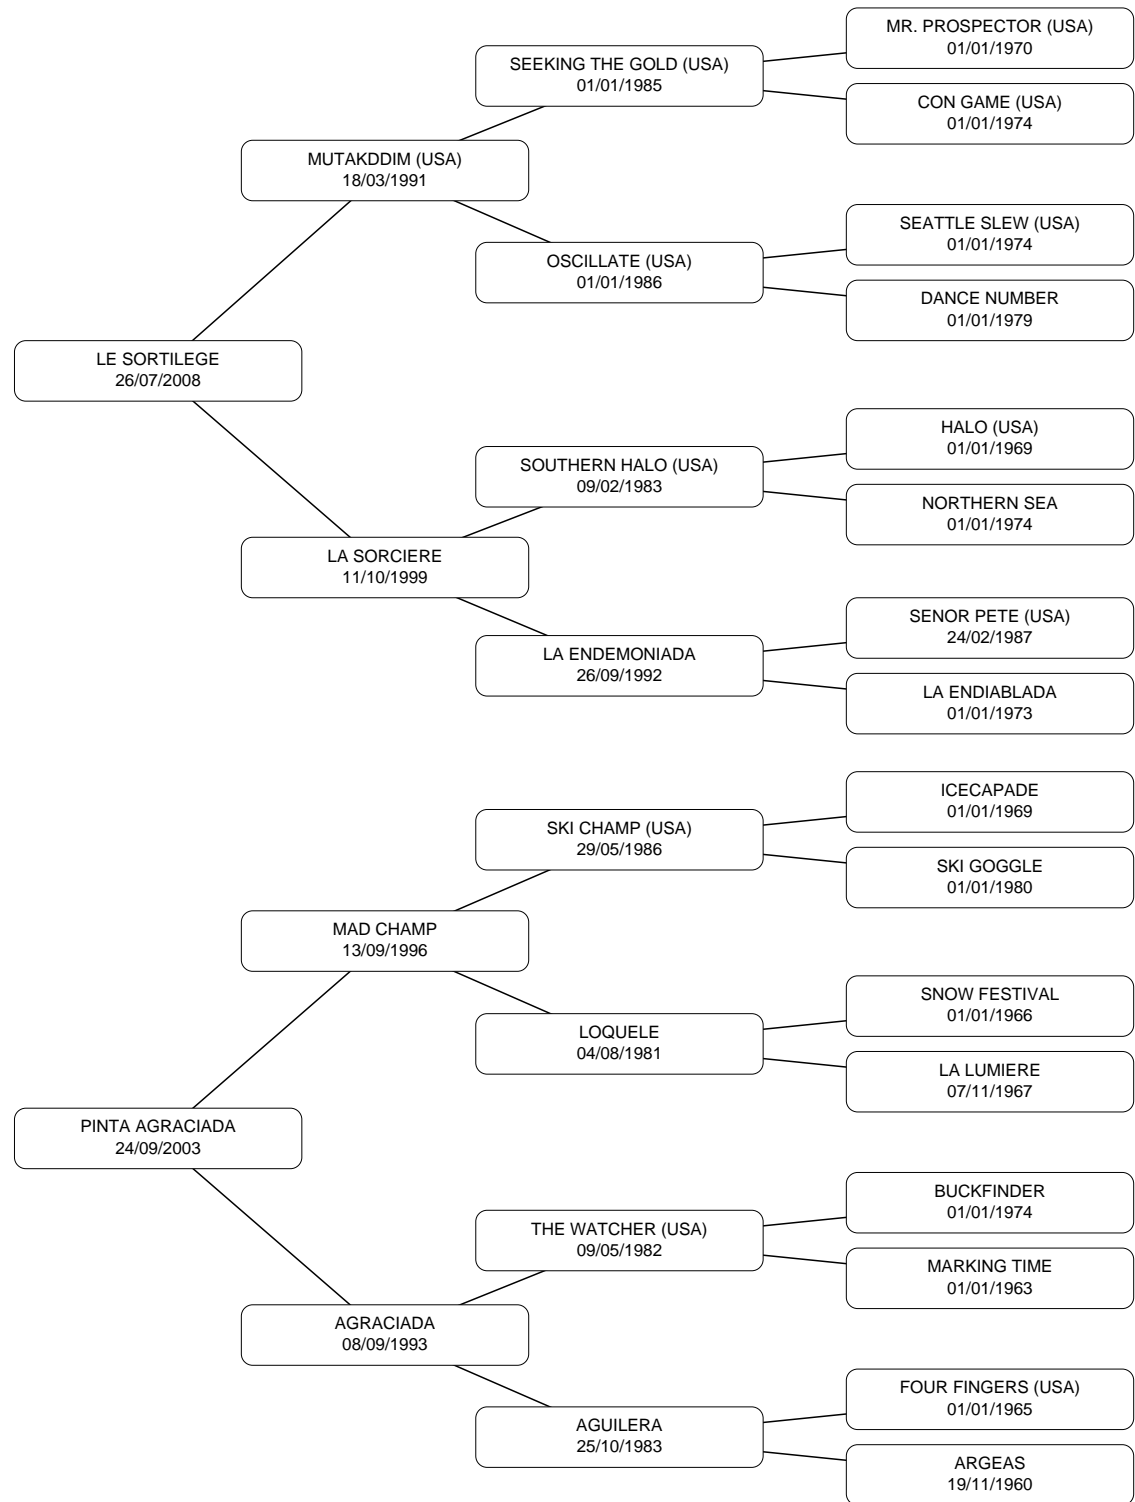 MR. PROSPECTOR (USA)
01/01/1970
SEEKING THE GOLD (USA)
01/01/1985
CON GAME (USA)
01/01/1974
MUTAKDDIM (USA)
18/03/1991
SEATTLE SLEW (USA)
01/01/1974
OSCILLATE (USA)
01/01/1986
DANCE NUMBER
01/01/1979
LE SORTILEGE
26/07/2008
HALO (USA)
01/01/1969
SOUTHERN HALO (USA)
09/02/1983
NORTHERN SEA
01/01/1974
LA SORCIERE
11/10/1999
SENOR PETE (USA)
24/02/1987
LA ENDEMONIADA
26/09/1992
LA ENDIABLADA
01/01/1973
ICECAPADE
01/01/1969
SKI CHAMP (USA)
29/05/1986
SKI GOGGLE
01/01/1980
MAD CHAMP
13/09/1996
SNOW FESTIVAL
01/01/1966
LOQUELE
04/08/1981
LA LUMIERE
07/11/1967
PINTA AGRACIADA
24/09/2003
BUCKFINDER
01/01/1974
THE WATCHER (USA)
09/05/1982
MARKING TIME
01/01/1963
AGRACIADA
08/09/1993
FOUR FINGERS (USA)
01/01/1965
AGUILERA
25/10/1983
ARGEAS
19/11/1960